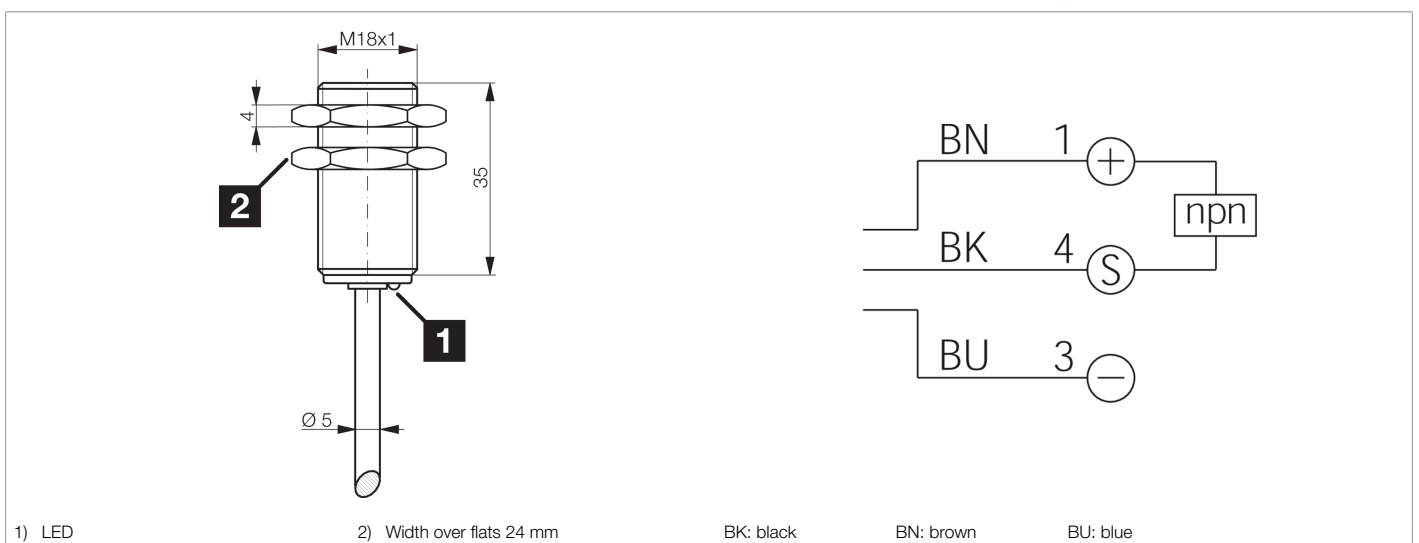 M18x1
4
35
2
1
Ø 5
BN 1 +
npn
BK 4 S
BU 3 −
1) LED 2) Width over flats 24 mm BK: black BN: brown BU: blue